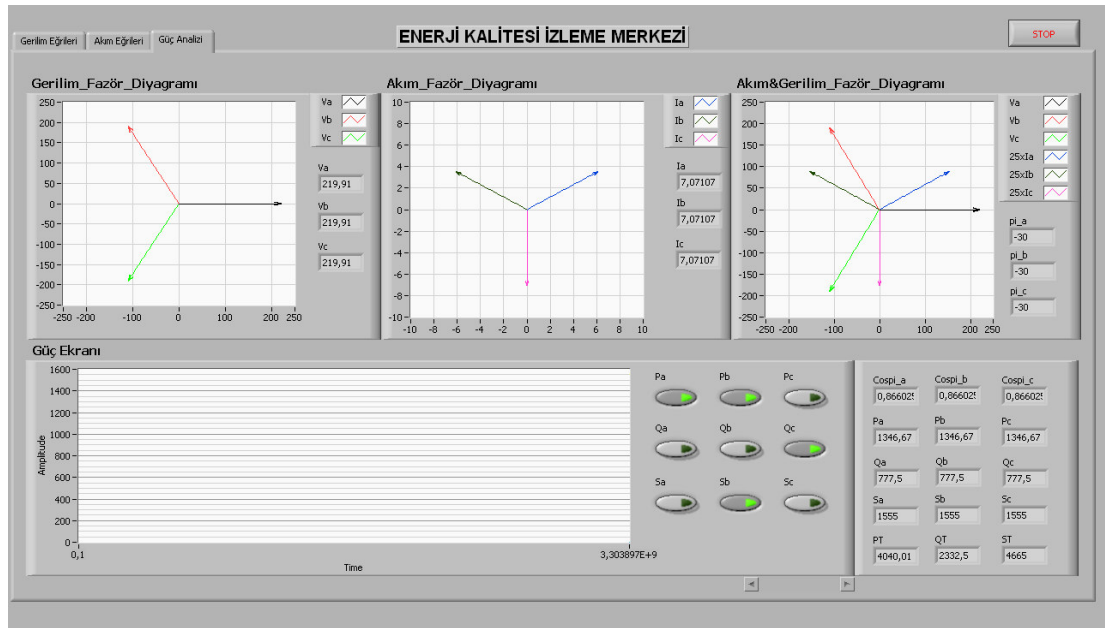 ENERJİ KALİTESİ İZLEME MERKEZİ
STOP
Gerilim Eğrileri
Akım Eğrileri
Güç Analizi
Gerilim_Fazör_Diyagramı
250
200
150
100
50
0
-50
-100
-150
-200
-250
-250 -200 -100 0 100 200 250
Va
Vb
Vc
Va
219,91
Vb
219,91
Vc
219,91
Akım_Fazör_Diyagramı
10
8
6
4
2
0
-2
-4
-6
-8
-10
-10 -8 -6 -4 -2 0 2 4 6 8 10
Ia
Ib
Ic
Ia
7,07107
Ib
7,07107
Ic
7,07107
Akım&Gerilim_Fazör_Diyagramı
250
200
150
100
50
0
-50
-100
-150
-200
-250
-250 -200 -100 0 100 200 250
Va
Vb
Vc
25xIa
25xIb
25xIc
pi_a
-30
pi_b
-30
pi_c
-30
Güç Ekranı
Amplitude
1600
1400
1200
1000
800
600
400
200
0
0,1 3,303897E+9
Time
Pa Pb Pc
Qa Qb Qc
Sa Sb Sc
Cospi_a Cospi_b Cospi_c
0,866025 0,866025 0,866025
Pa Pb Pc
1346,67 1346,67 1346,67
Qa Qb Qc
777,5 777,5 777,5
Sa Sb Sc
1555 1555 1555
PT QT ST
4040,01 2332,5 4665